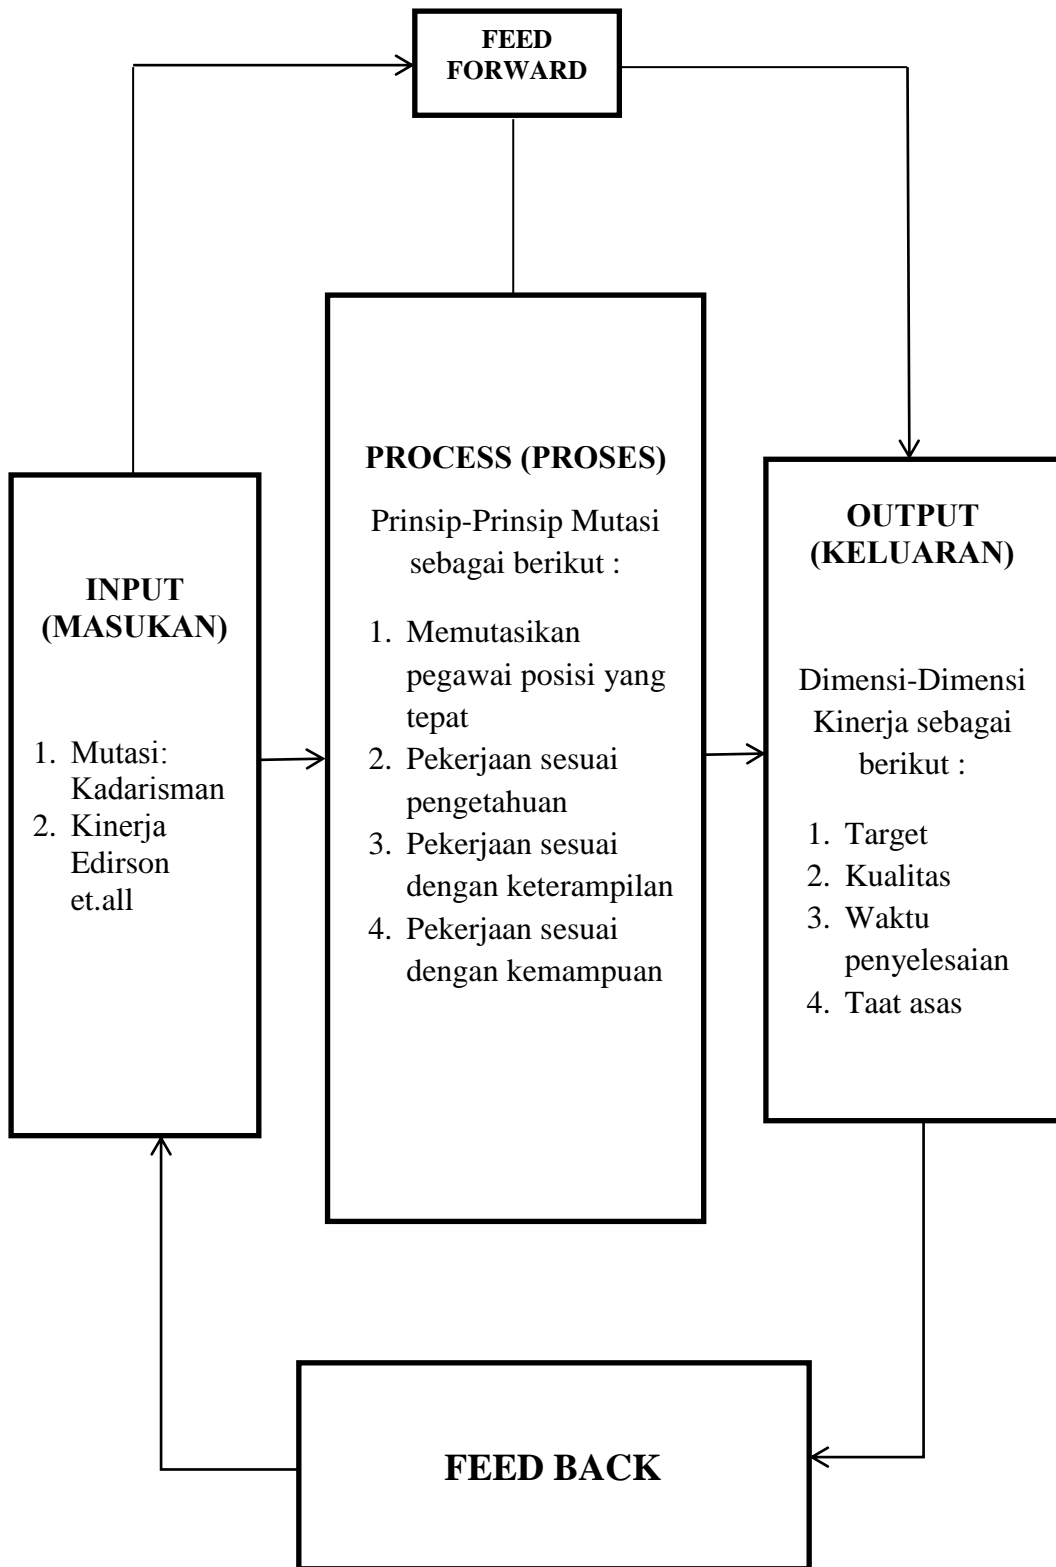 FEED
FORWARD
INPUT
(MASUKAN)
1. Mutasi:
Kadarisman
2. Kinerja
Edirson
et.all
PROCESS (PROSES)
Prinsip-Prinsip Mutasi
sebagai berikut :
1. Memutasikan
pegawai posisi yang
tepat
2. Pekerjaan sesuai
pengetahuan
3. Pekerjaan sesuai
dengan keterampilan
4. Pekerjaan sesuai
dengan kemampuan
OUTPUT
(KELUARAN)
Dimensi-Dimensi
Kinerja sebagai
berikut :
1. Target
2. Kualitas
3. Waktu
penyelesaian
4. Taat asas
FEED BACK